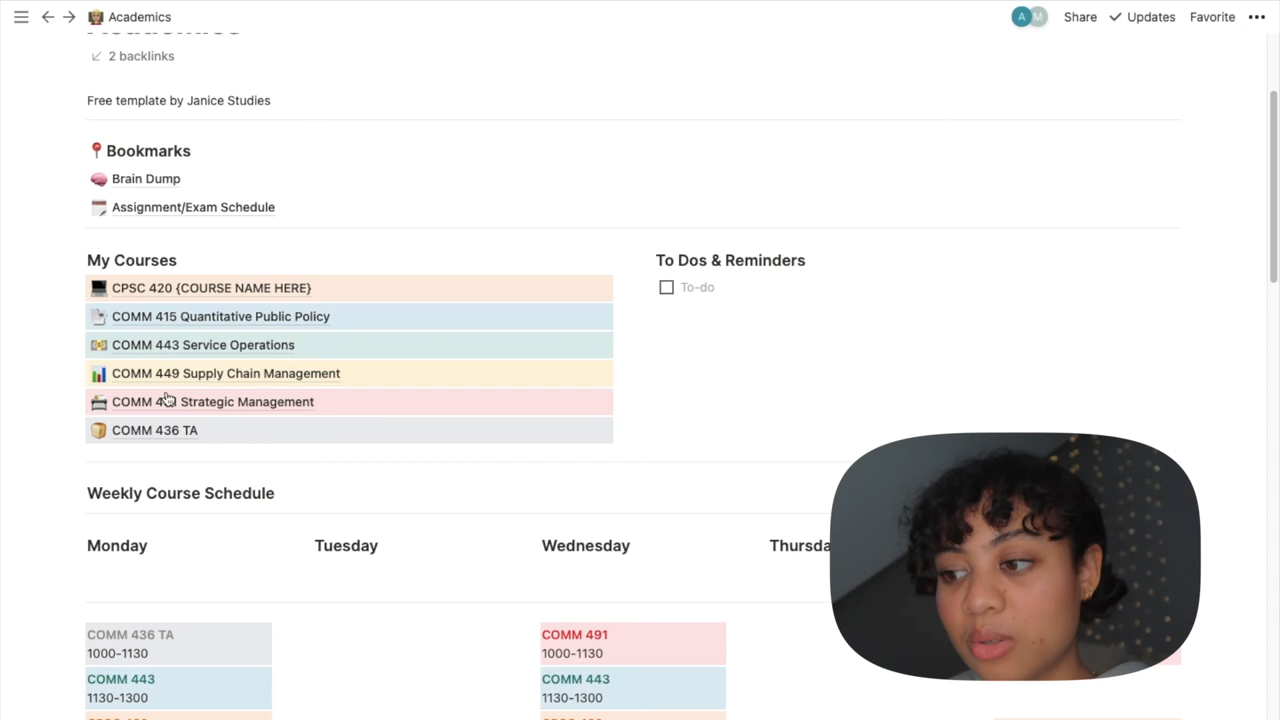 Academics
A M Share Updates Favorite
2 backlinks
Free template by Janice Studies
Bookmarks
Brain Dump
Assignment/Exam Schedule
My Courses
To Dos & Reminders
CPSC 420 {COURSE NAME HERE}
To-do
COMM 415 Quantitative Public Policy
COMM 443 Service Operations
COMM 449 Supply Chain Management
COMM Strategic Management
COMM 436 TA
Weekly Course Schedule
Monday Tuesday Wednesday Thursda
COMM 436 TA
1000-1130
COMM 491
1000-1130
COMM 443
1130-1300
COMM 443
1130-1300